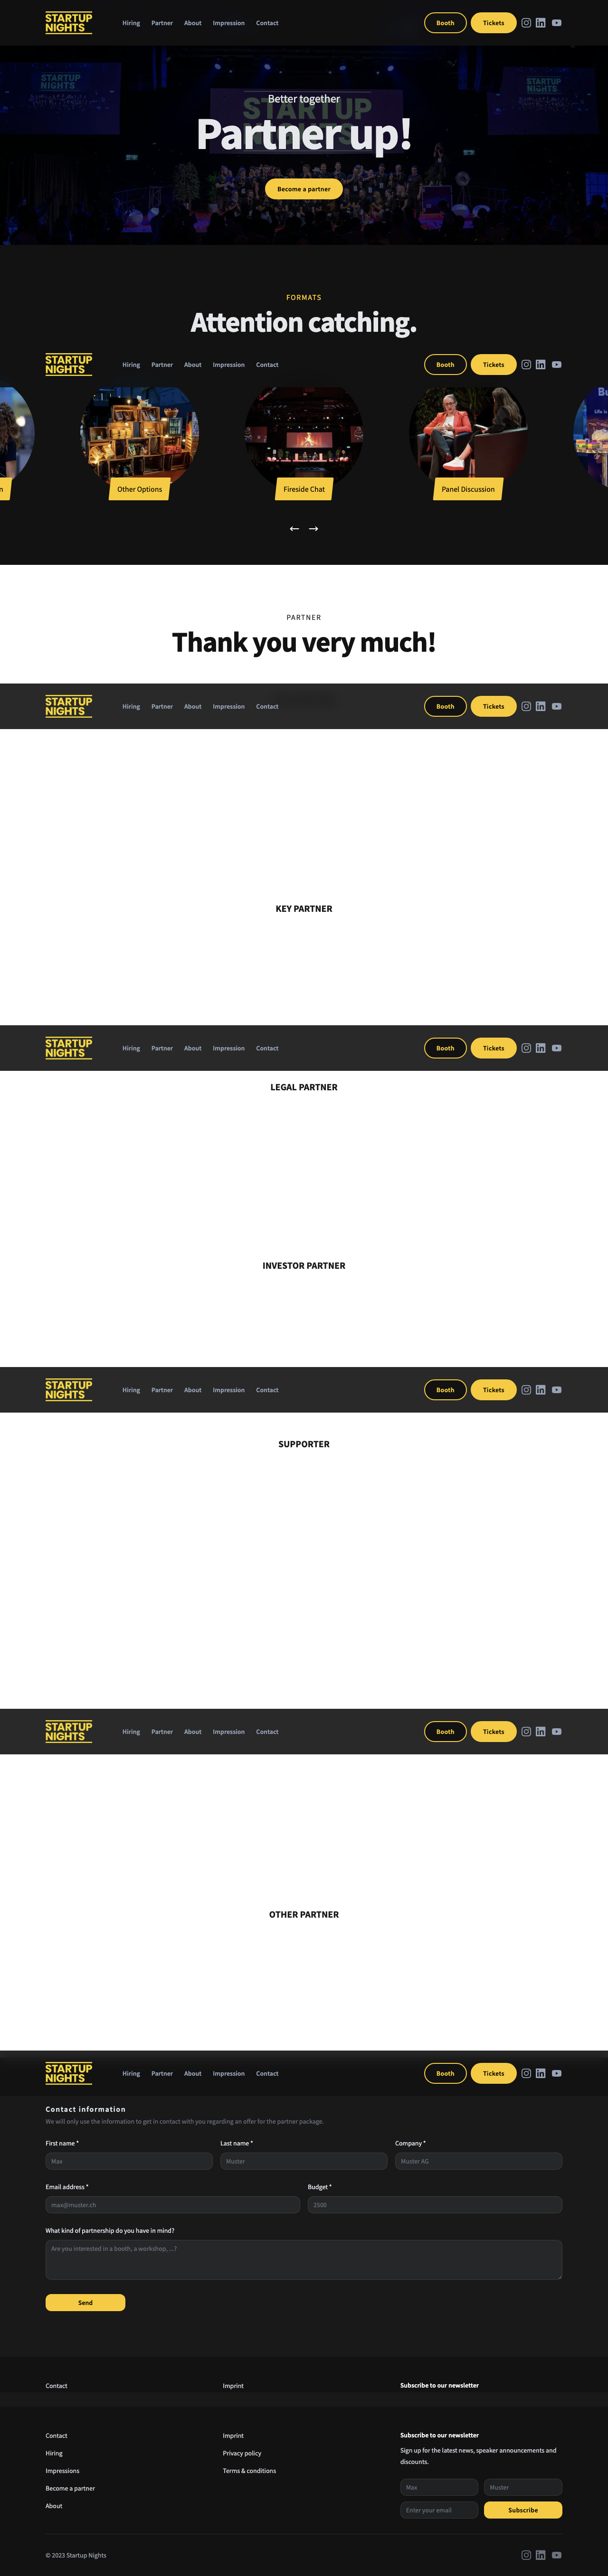 STARTUP
NIGHTS
Hiring Partner About Impression Contact
Booth Tickets
STARTUP NIGHTS
STARTUP NIGHTS
STARTUP NIGHTS
Better together
Partner up!
Become a partner
FORMATS
Attention catching.
STARTUP
NIGHTS
Hiring Partner About Impression Contact
Booth Tickets
n
Other Options
Fireside Chat
Panel Discussion
← →
PARTNER
Thank you very much!
STARTUP
NIGHTS
Hiring Partner About Impression Contact
Booth Tickets
KEY PARTNER
STARTUP
NIGHTS
Hiring Partner About Impression Contact
Booth Tickets
LEGAL PARTNER
INVESTOR PARTNER
STARTUP
NIGHTS
Hiring Partner About Impression Contact
Booth Tickets
SUPPORTER
STARTUP
NIGHTS
Hiring Partner About Impression Contact
Booth Tickets
OTHER PARTNER
STARTUP
NIGHTS
Hiring Partner About Impression Contact
Booth Tickets
Contact information
We will only use the information to get in contact with you regarding an offer for the partner package.
First name * Last name * Company *
Max Muster Muster AG
Email address * Budget *
max@muster.ch 2500
What kind of partnership do you have in mind?
Are you interested in a booth, a workshop, ...?
Send
Contact Imprint Subscribe to our newsletter
Contact Imprint Subscribe to our newsletter
Hiring Privacy policy Sign up for the latest news, speaker announcements and
discounts.
Impressions Terms & conditions
Become a partner Max Muster
About Enter your email Subscribe
© 2023 Startup Nights